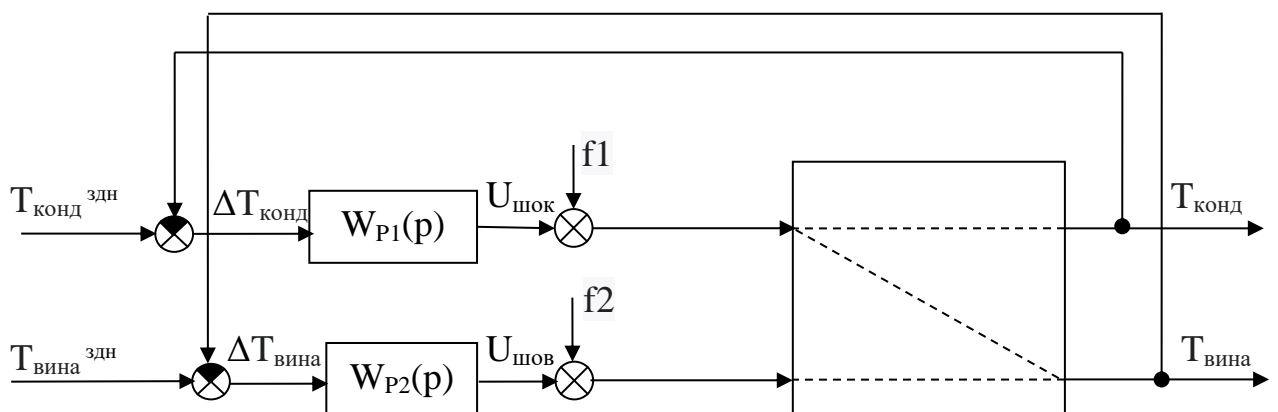 f1
Tконд здн
ΔTконд
WP1(p)
Uшок
Tконд
f2
Tвина здн
ΔTвина
WP2(p)
Uшов
Tвина